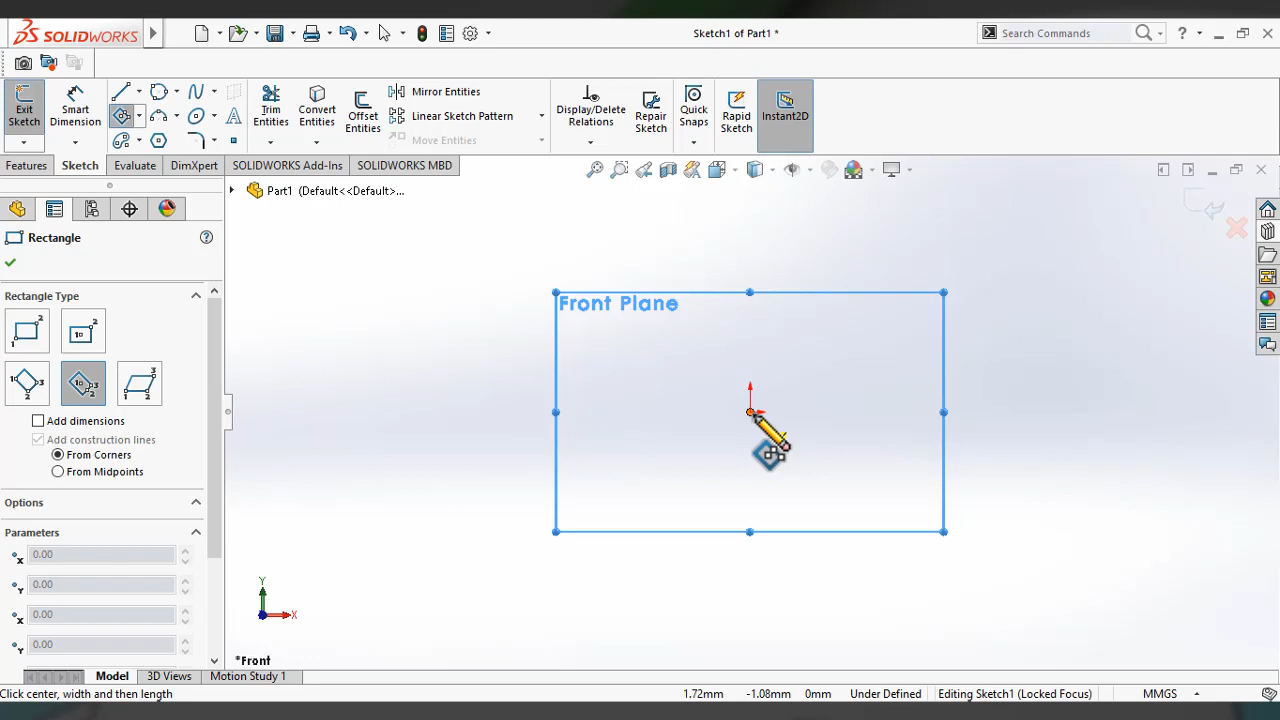 SOLIDWORKS
Sketch1 of Part1 *
Search Commands
?
Exit Sketch
Smart Dimension
Trim Entities
Convert Entities
Offset Entities
Mirror Entities
Linear Sketch Pattern
Move Entities
Display/Delete Relations
Repair Sketch
Quick Snaps
Rapid Sketch
Instant2D
Features
Sketch
Evaluate
DimXpert
SOLIDWORKS Add-Ins
SOLIDWORKS MBD
Part1 (Default<<Default>...
Rectangle
?
Rectangle Type
Add dimensions
Add construction lines
From Corners
From Midpoints
Options
Parameters
X 0.00
Y 0.00
X 0.00
Y 0.00
Front Plane
Y
X
*Front
Model
3D Views
Motion Study 1
Click center, width and then length
1.72mm
-1.08mm
0mm
Under Defined
Editing Sketch1 (Locked Focus)
MMGS